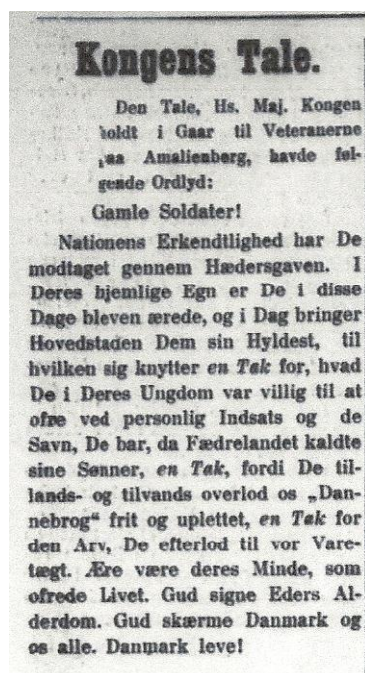 Kongens Tale.
Den Tale, Hs. Maj. Kongen
holdt i Gaar til Veteranerne
paa Amalienborg, havde føl-
gende Ordlyd:
Gamle Soldater!
Nationens Erkendtlighed har De
modtaget gennem Hædersgaven. I
Deres hjemlige Egn er De i disse
Dage bleven ærede, og i Dag bringer
Hovedstaden Dem sin Hyldest, til
hvilken sig knytter en Tak for, hvad
De i Deres Ungdom var villig til at
ofre ved personlig Indsats og de
Savn, De bar, da Fædrelandet kaldte
sine Sønner, en Tak, fordi De til-
lands- og tilvands overlod os „Dan-
nebrog“ frit og uplettet, en Tak for
den Arv, De efterlod til vor Vare-
tægt. Ære være deres Minde, som
ofrede Livet. Gud signe Eders Al-
derdom. Gud skærme Danmark og
os alle. Danmark leve!